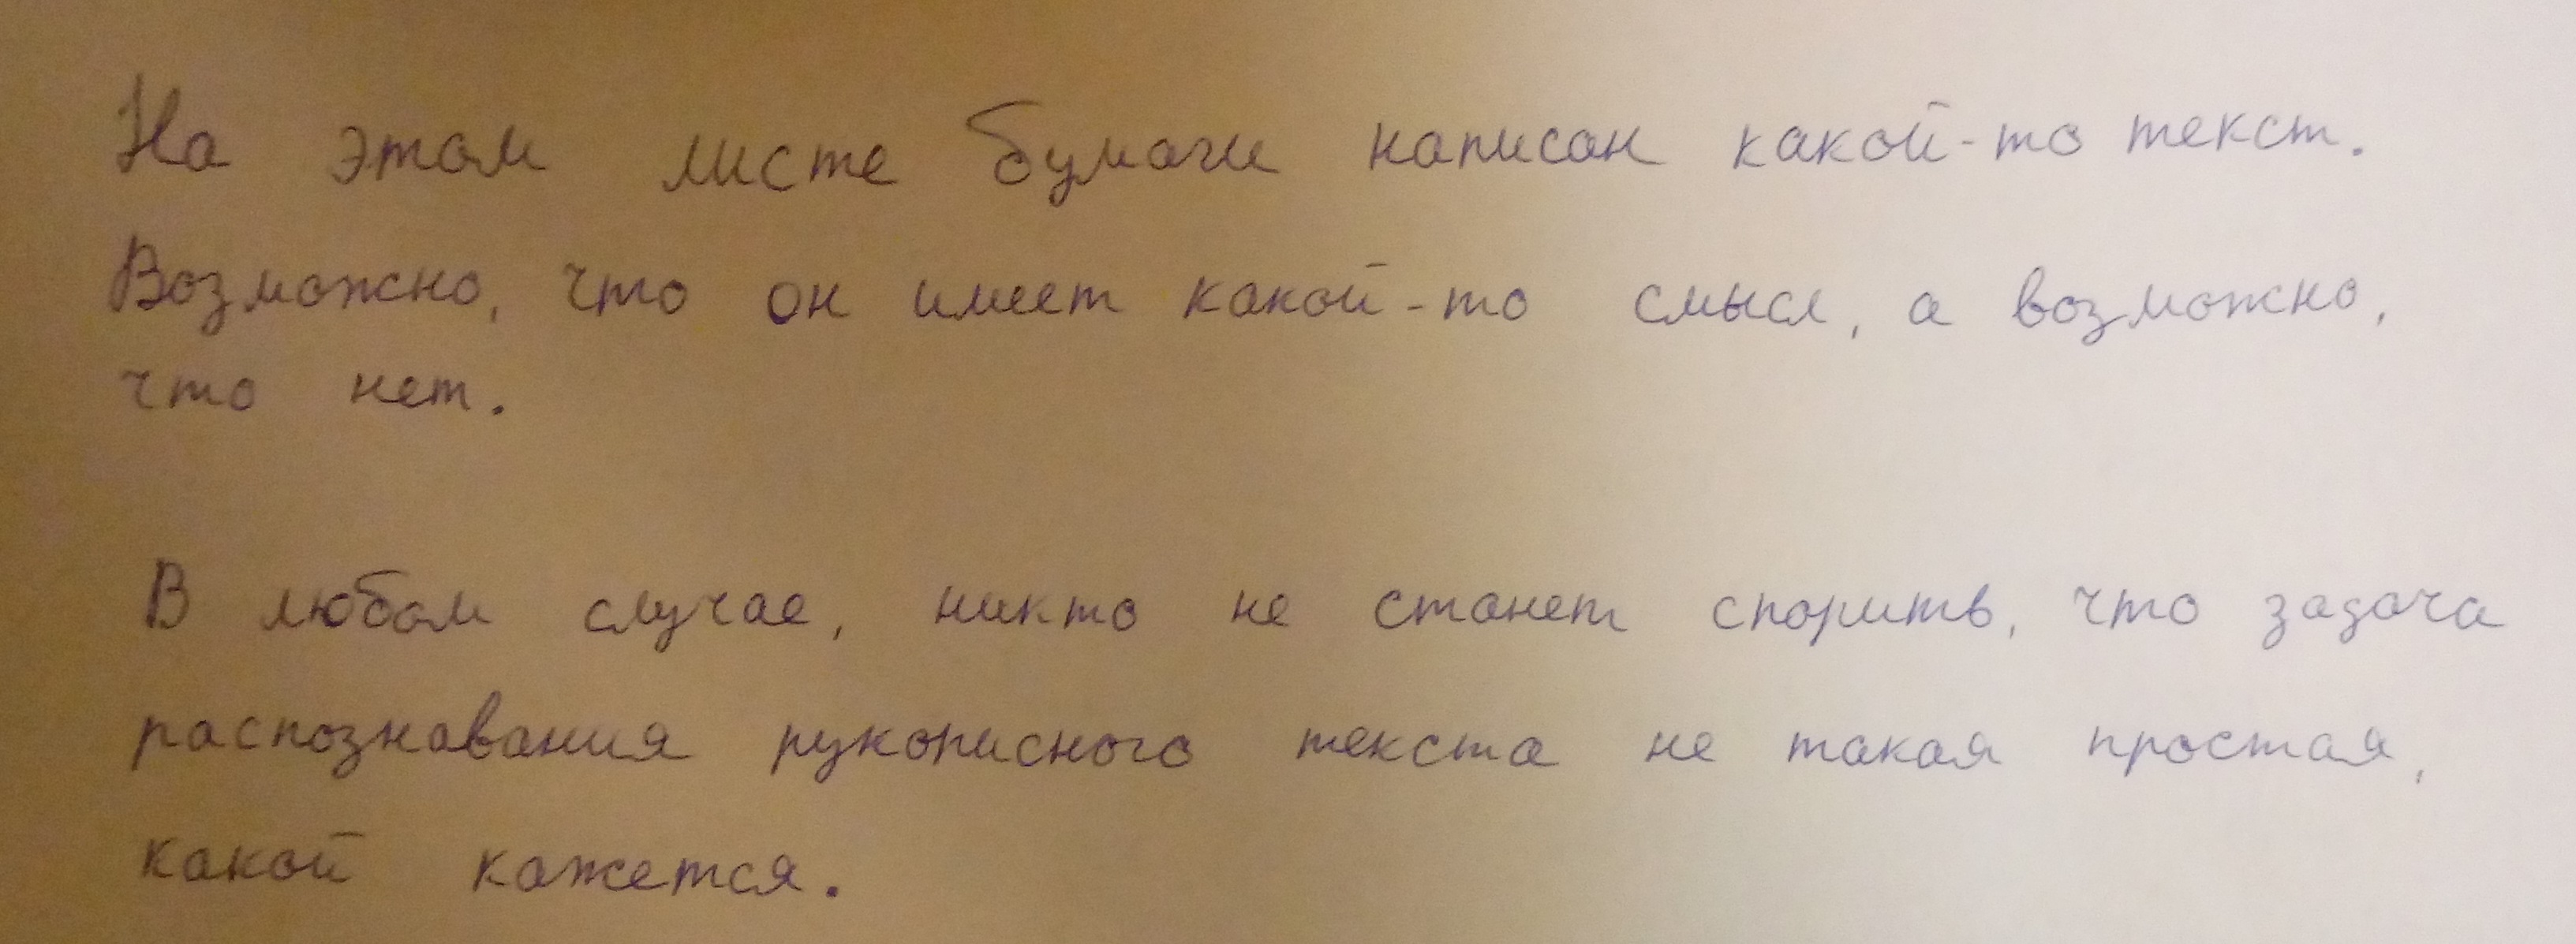 На этом листе бумаги написан какой-то текст.
Возможно, что он имеет какой-то смысл, а возможно,
что нет.
В любом случае, никто не станет спорить, что задача
распознавания рукописного текста не такая простая,
какой кажется.